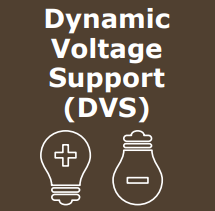 Dynamic
Voltage
Support
(DVS)
+ -